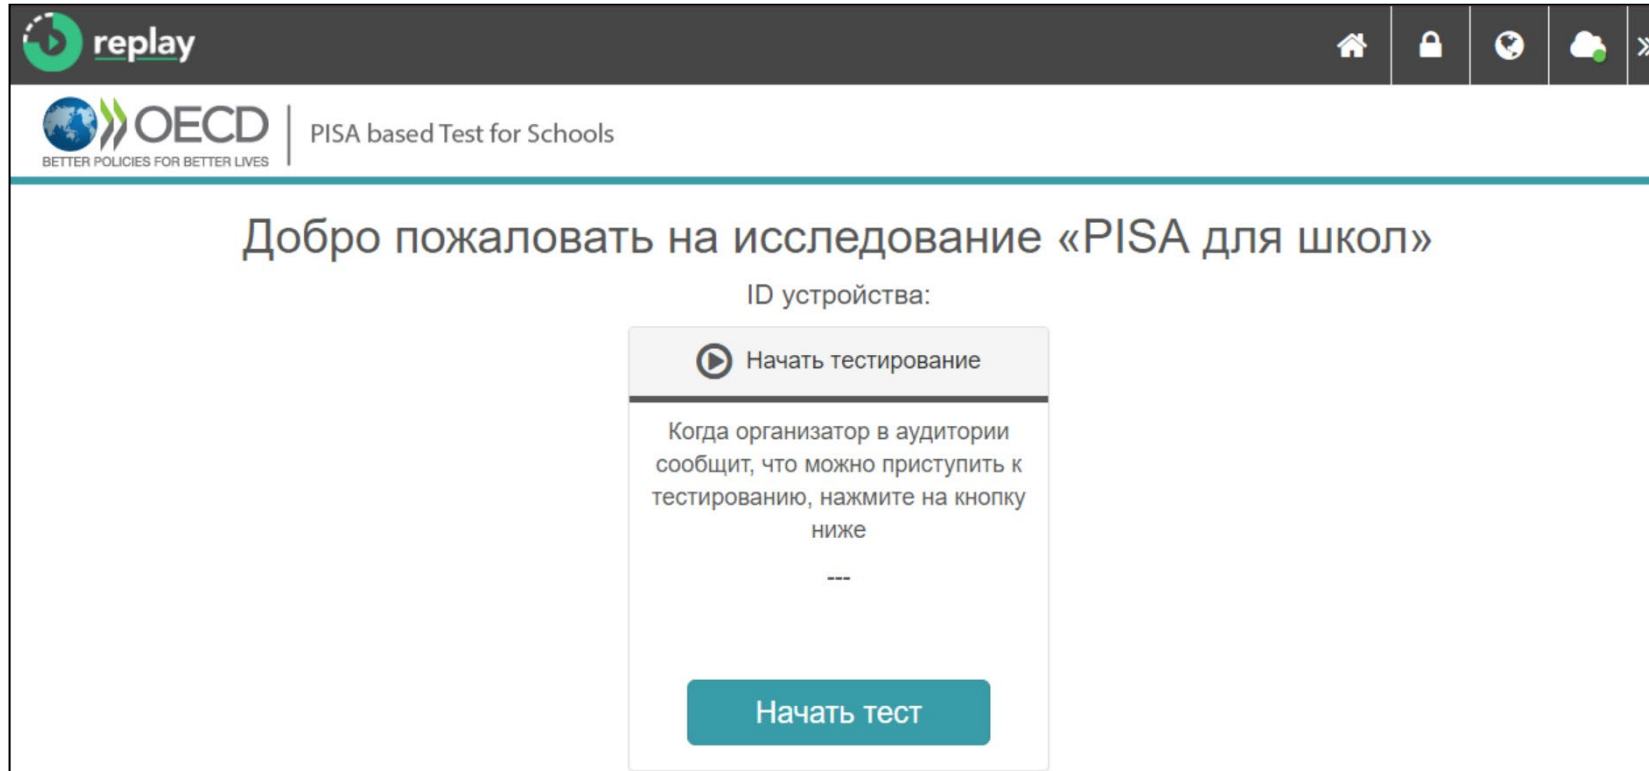 replay
OECD
BETTER POLICIES FOR BETTER LIVES
PISA based Test for Schools
Добро пожаловать на исследование «PISA для школ»
ID устройства:
Начать тестирование
Когда организатор в аудитории
сообщит, что можно приступить к
тестированию, нажмите на кнопку
ниже
---
Начать тест